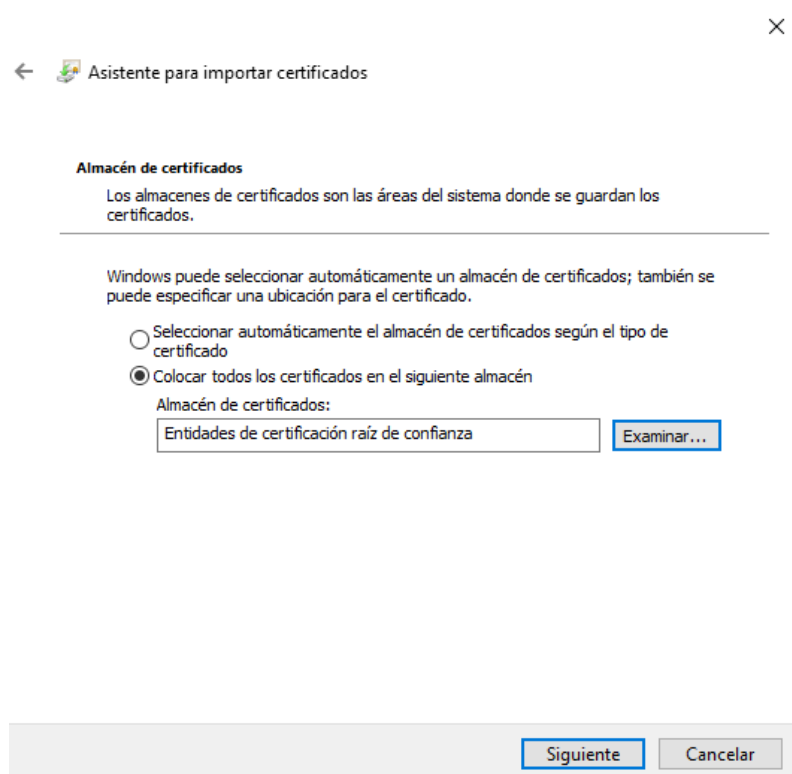 Asistente para importar certificados
Almacén de certificados
Los almacenes de certificados son las áreas del sistema donde se guardan los
certificados.
Windows puede seleccionar automáticamente un almacén de certificados; también se
puede especificar una ubicación para el certificado.
Seleccionar automáticamente el almacén de certificados según el tipo de
certificado
Colocar todos los certificados en el siguiente almacén
Almacén de certificados:
Entidades de certificación raíz de confianza
Examinar...
Siguiente
Cancelar